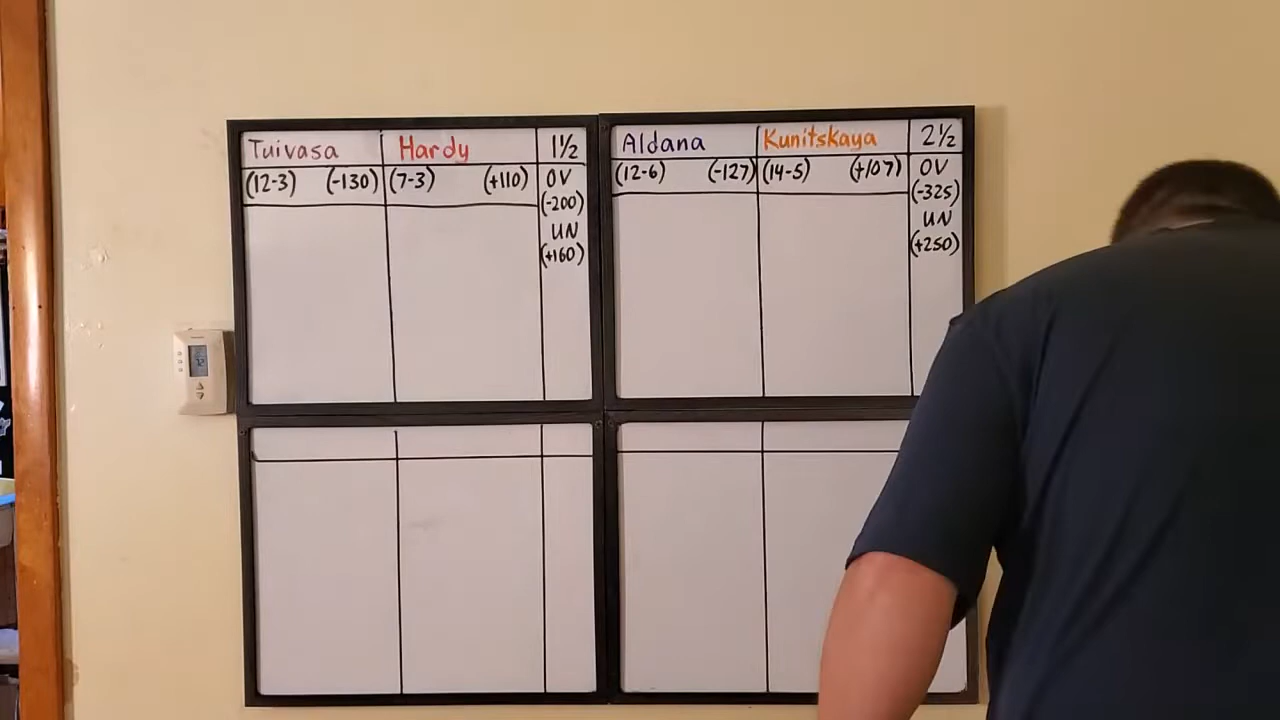 Tuivasa Hardy 1½
(12-3) (-130) (7-3) (+110) OV
(-200)
UN
(+160)
Aldana Kunitskaya 2½
(12-6) (-127) (14-5) (+107) OV
(-325)
UN
(+250)
72